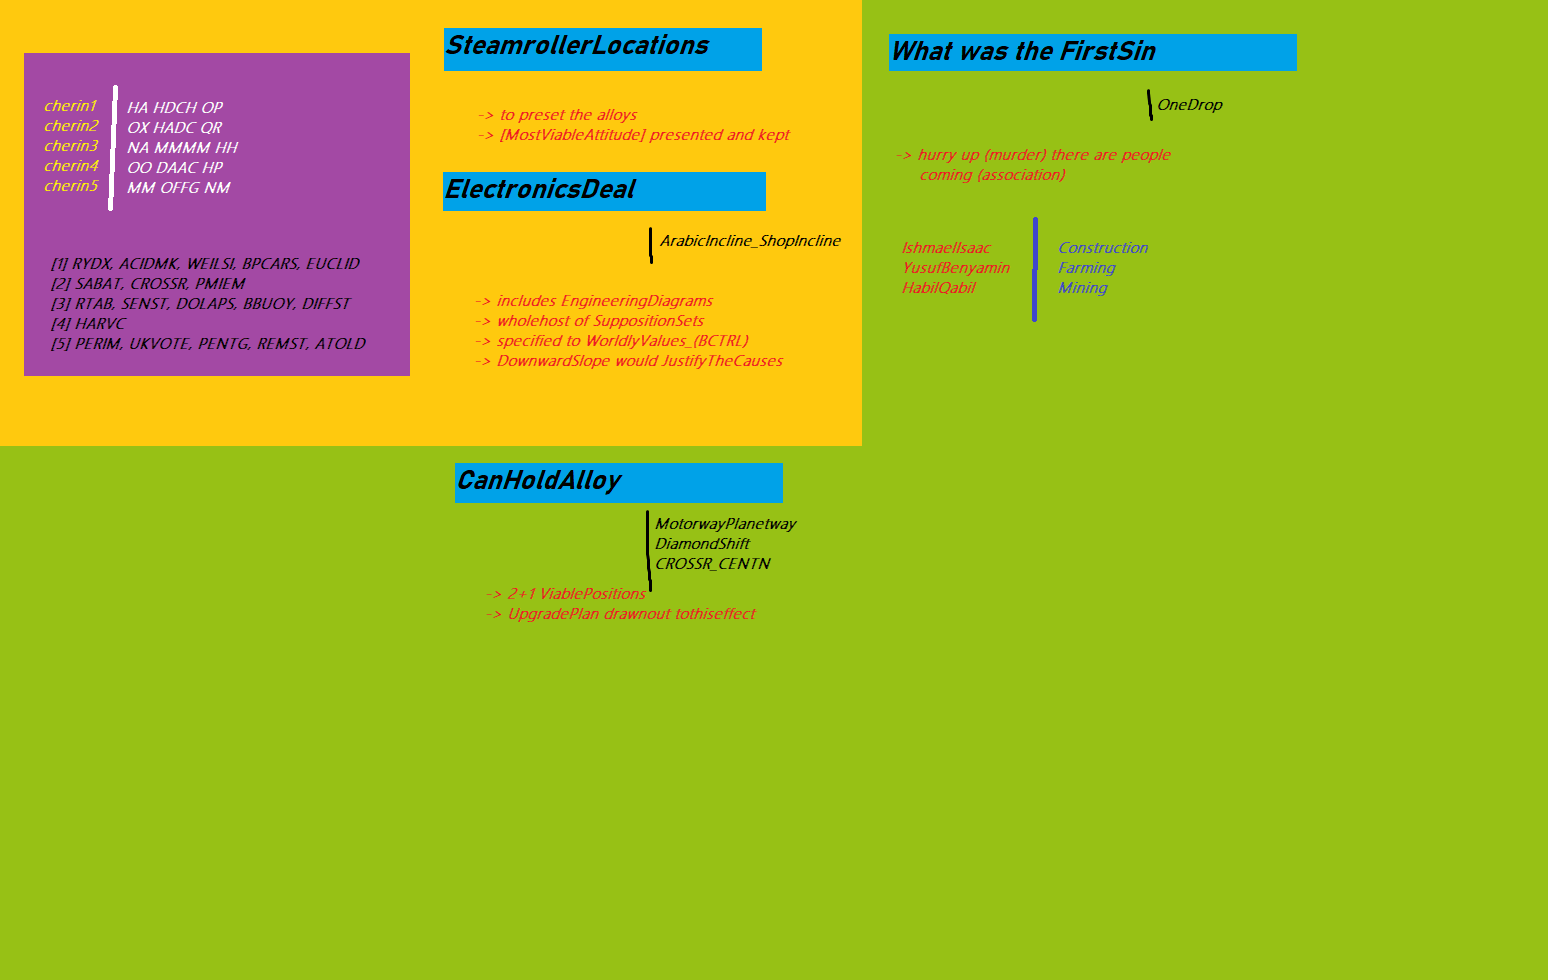 cherin1 HA HDCH OP
cherin2 OX HADC QR
cherin3 NA MMMM HH
cherin4 OO DAAC HP
cherin5 MM OFFG NM
[1] RYDX, ACIDMK, WEILSI, BPCARS, EUCLID
[2] SABAT, CROSSR, PMIEM
[3] RTAB, SENST, DOLAPS, BBUOY, DIFFST
[4] HARVC
[5] PERIM, UKVOTE, PENTG, REMST, ATOLD
SteamrollerLocations
-> to preset the alloys
-> [MostViableAttitude] presented and kept
ElectronicsDeal
ArabicIncline_ShopIncline
-> includes EngineeringDiagrams
-> wholehost of SuppositionSets
-> specified to WorldlyValues_(BCTRL)
-> DownwardSlope would JustifyTheCauses
CanHoldAlloy
MotorwayPlanetway
DiamondShift
CROSSR_CENTN
-> 2+1 ViablePositions
-> UpgradePlan drawnout tothiseffect
What was the FirstSin
OneDrop
-> hurry up (murder) there are people
coming (association)
IshmaelIsaac Construction
YusufBenyamin Farming
HabilQabil Mining